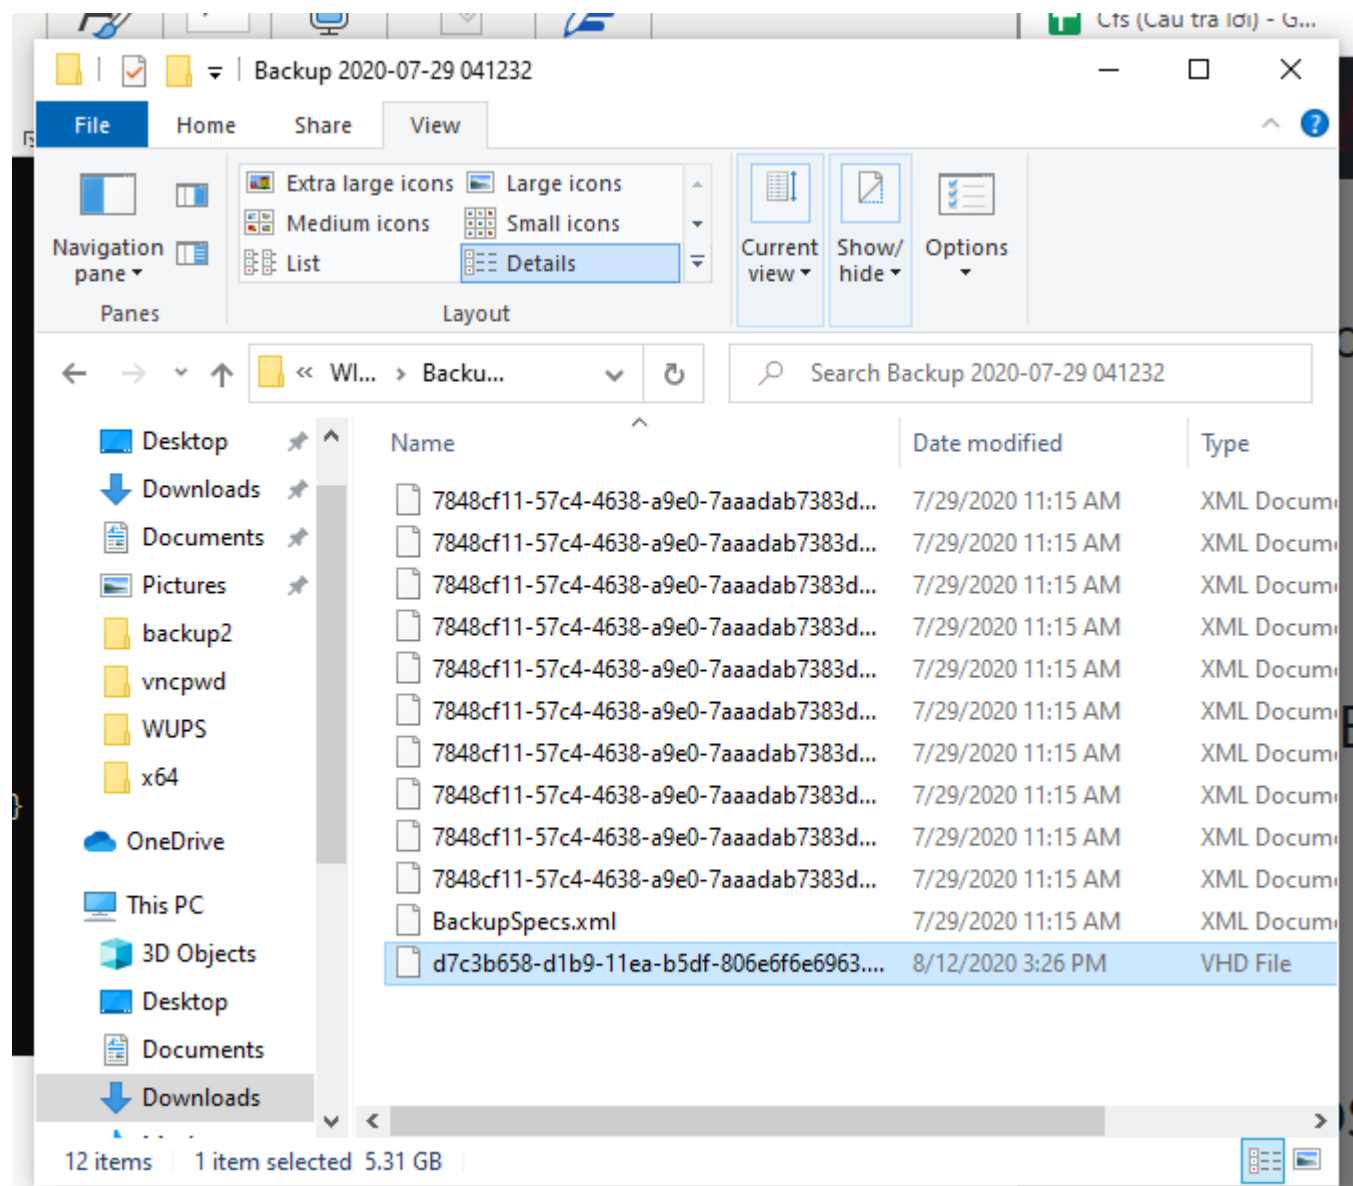 Cfs (Câu trả lời) - G...
Backup 2020-07-29 041232
File Home Share View
Extra large icons Large icons
Medium icons Small icons
List Details
Navigation pane
Current view Show/ hide Options
Panes Layout
« WI... > Backu...
Search Backup 2020-07-29 041232
Name Date modified Type
Desktop
Downloads
Documents
Pictures
backup2
vncpwd
WUPS
x64
OneDrive
This PC
3D Objects
Desktop
Documents
Downloads
7848cf11-57c4-4638-a9e0-7aaadab7383d... 7/29/2020 11:15 AM XML Docum
7848cf11-57c4-4638-a9e0-7aaadab7383d... 7/29/2020 11:15 AM XML Docum
7848cf11-57c4-4638-a9e0-7aaadab7383d... 7/29/2020 11:15 AM XML Docum
7848cf11-57c4-4638-a9e0-7aaadab7383d... 7/29/2020 11:15 AM XML Docum
7848cf11-57c4-4638-a9e0-7aaadab7383d... 7/29/2020 11:15 AM XML Docum
7848cf11-57c4-4638-a9e0-7aaadab7383d... 7/29/2020 11:15 AM XML Docum
7848cf11-57c4-4638-a9e0-7aaadab7383d... 7/29/2020 11:15 AM XML Docum
7848cf11-57c4-4638-a9e0-7aaadab7383d... 7/29/2020 11:15 AM XML Docum
7848cf11-57c4-4638-a9e0-7aaadab7383d... 7/29/2020 11:15 AM XML Docum
7848cf11-57c4-4638-a9e0-7aaadab7383d... 7/29/2020 11:15 AM XML Docum
BackupSpecs.xml 7/29/2020 11:15 AM XML Docum
d7c3b658-d1b9-11ea-b5df-806e6f6e6963.... 8/12/2020 3:26 PM VHD File
12 items 1 item selected 5.31 GB